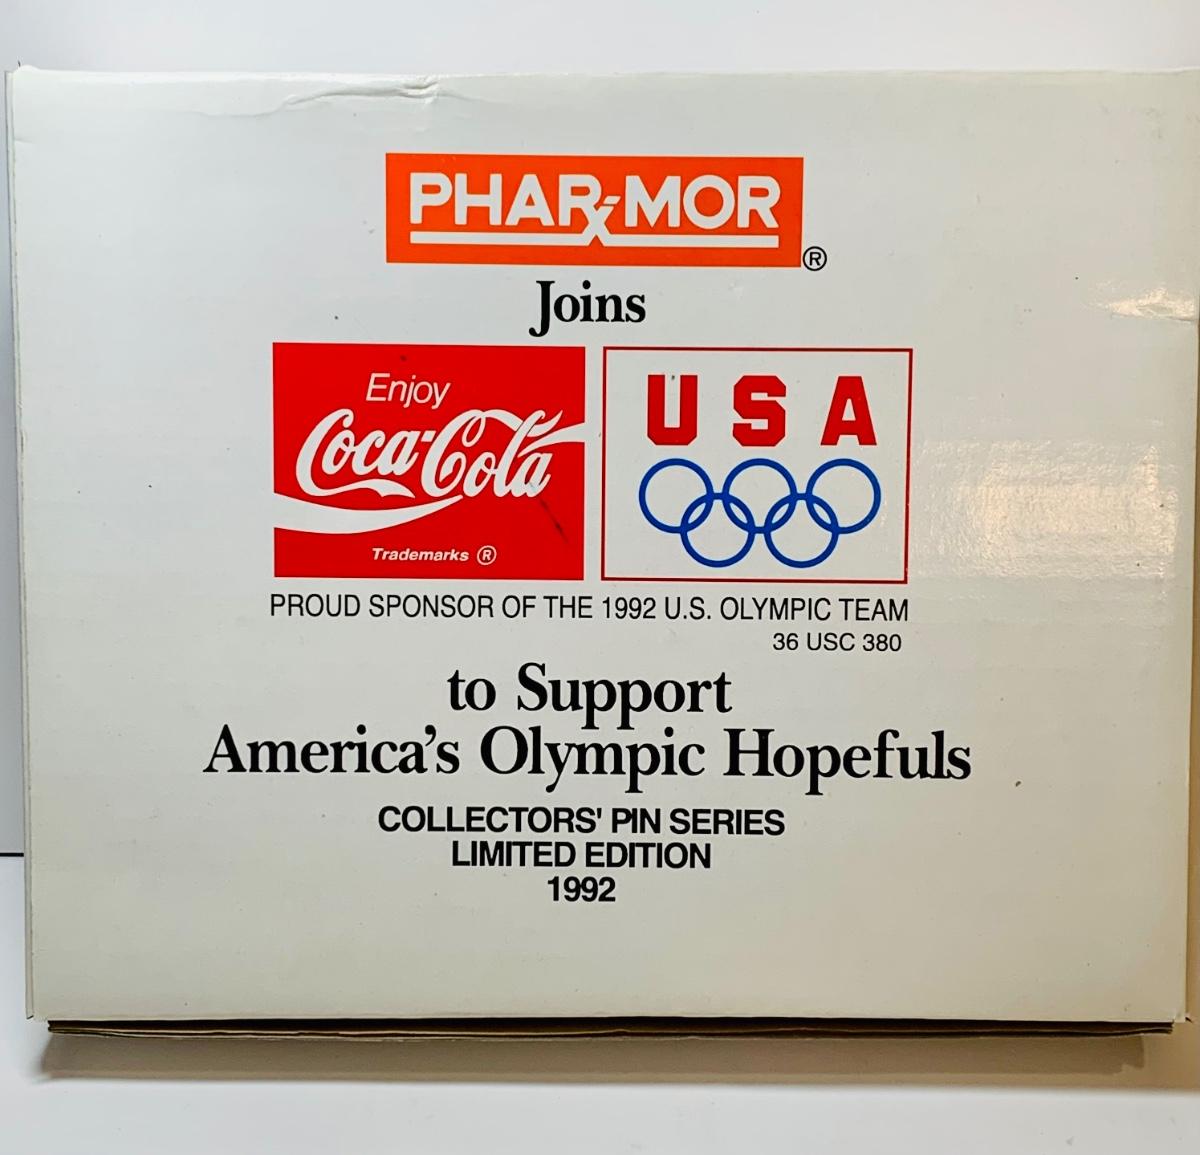 PHARMOR
®
Joins
Enjoy
Coca-Cola
Trademarks ®
USA
PROUD SPONSOR OF THE 1992 U.S. OLYMPIC TEAM
36 USC 380
to Support
America's Olympic Hopefuls
COLLECTORS' PIN SERIES
LIMITED EDITION
1992